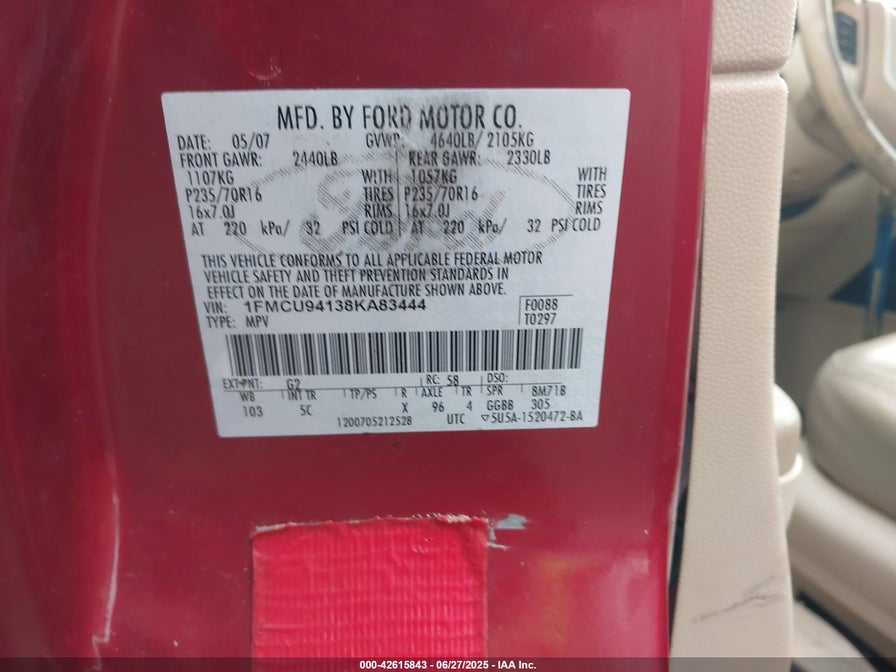 MFD. BY FORD MOTOR CO.
DATE: 05/07 GVWR: 4640LB/ 2105KG
FRONT GAWR: 2440LB REAR GAWR: 2330LB
1107KG WITH 1057KG WITH
P235/70R16 TIRES P235/70R16 TIRES
16x7.0J RIMS 16x7.0J RIMS
AT 220 kPa/ 32 PSI COLD AT 220 kPa/ 32 PSI COLD
THIS VEHICLE CONFORMS TO ALL APPLICABLE FEDERAL MOTOR
VEHICLE SAFETY AND THEFT PREVENTION STANDARDS IN
EFFECT ON THE DATE OF MANUFACTURE SHOWN ABOVE.
VIN: 1FMCU94138KA83444 F0088
TYPE: MPV T0297
EXT PNT: G2 RC: 58 DSO:
WB INT TR TP/PS R AXLE TR SPR 8M71B
103 5C X 96 4 GGBB 305
1200705212528 UTC ▽5U5A-1520472-BA
000-42615843 / 06/27/2025 - IAA Inc.